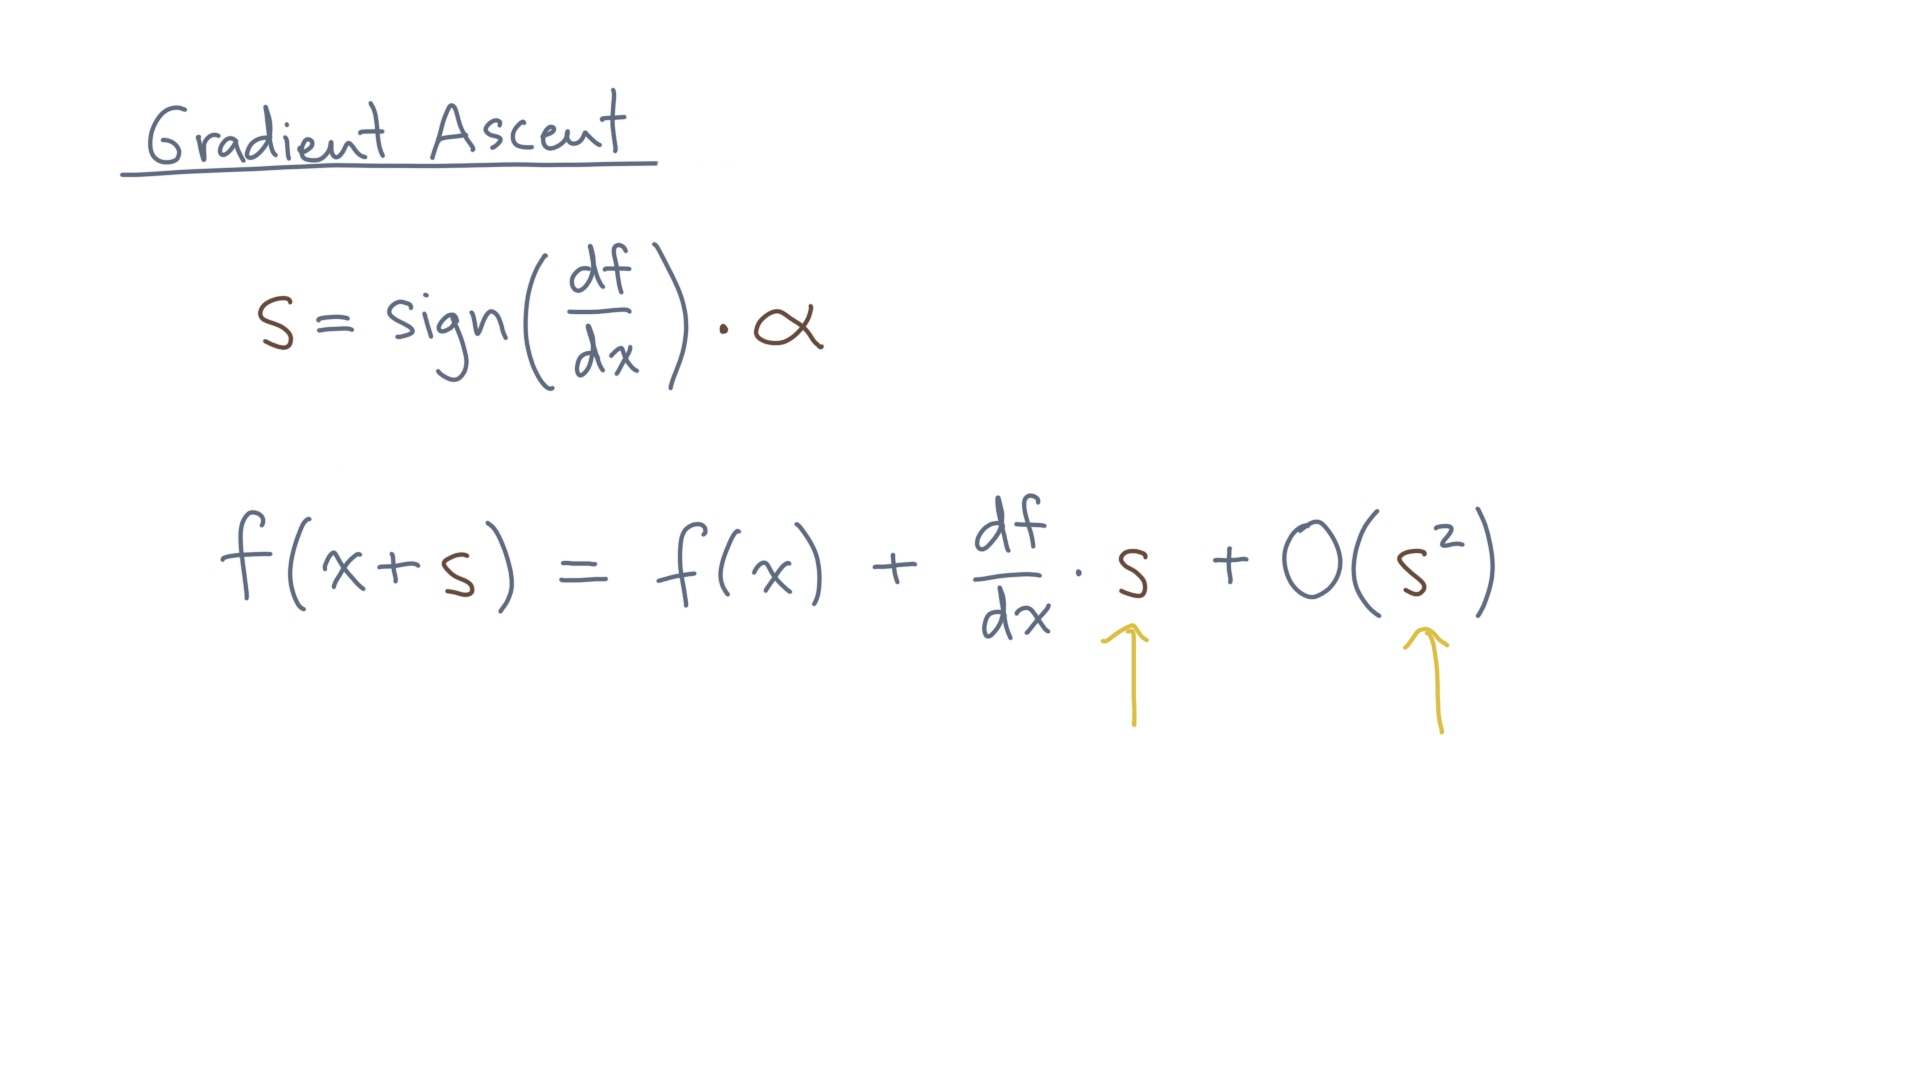 Gradient Ascent
s = sign(df/dx) · α
f(x+s) = f(x) + df/dx · s + O(s²)